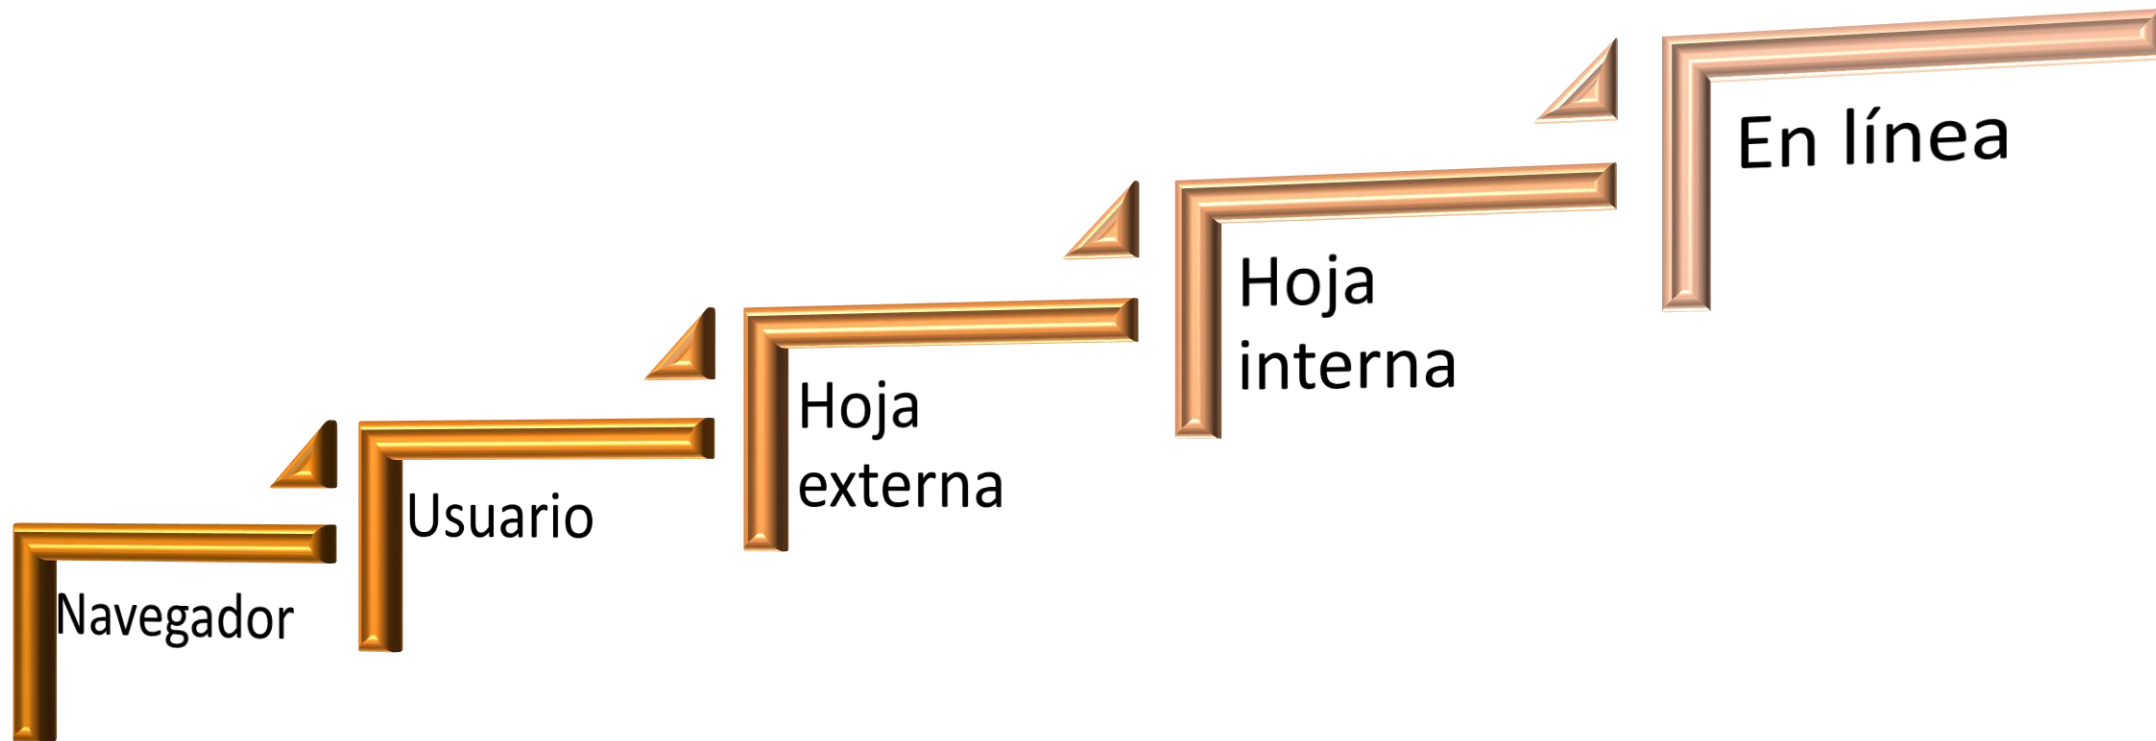 Navegador
Usuario
Hoja
externa
Hoja
interna
En línea